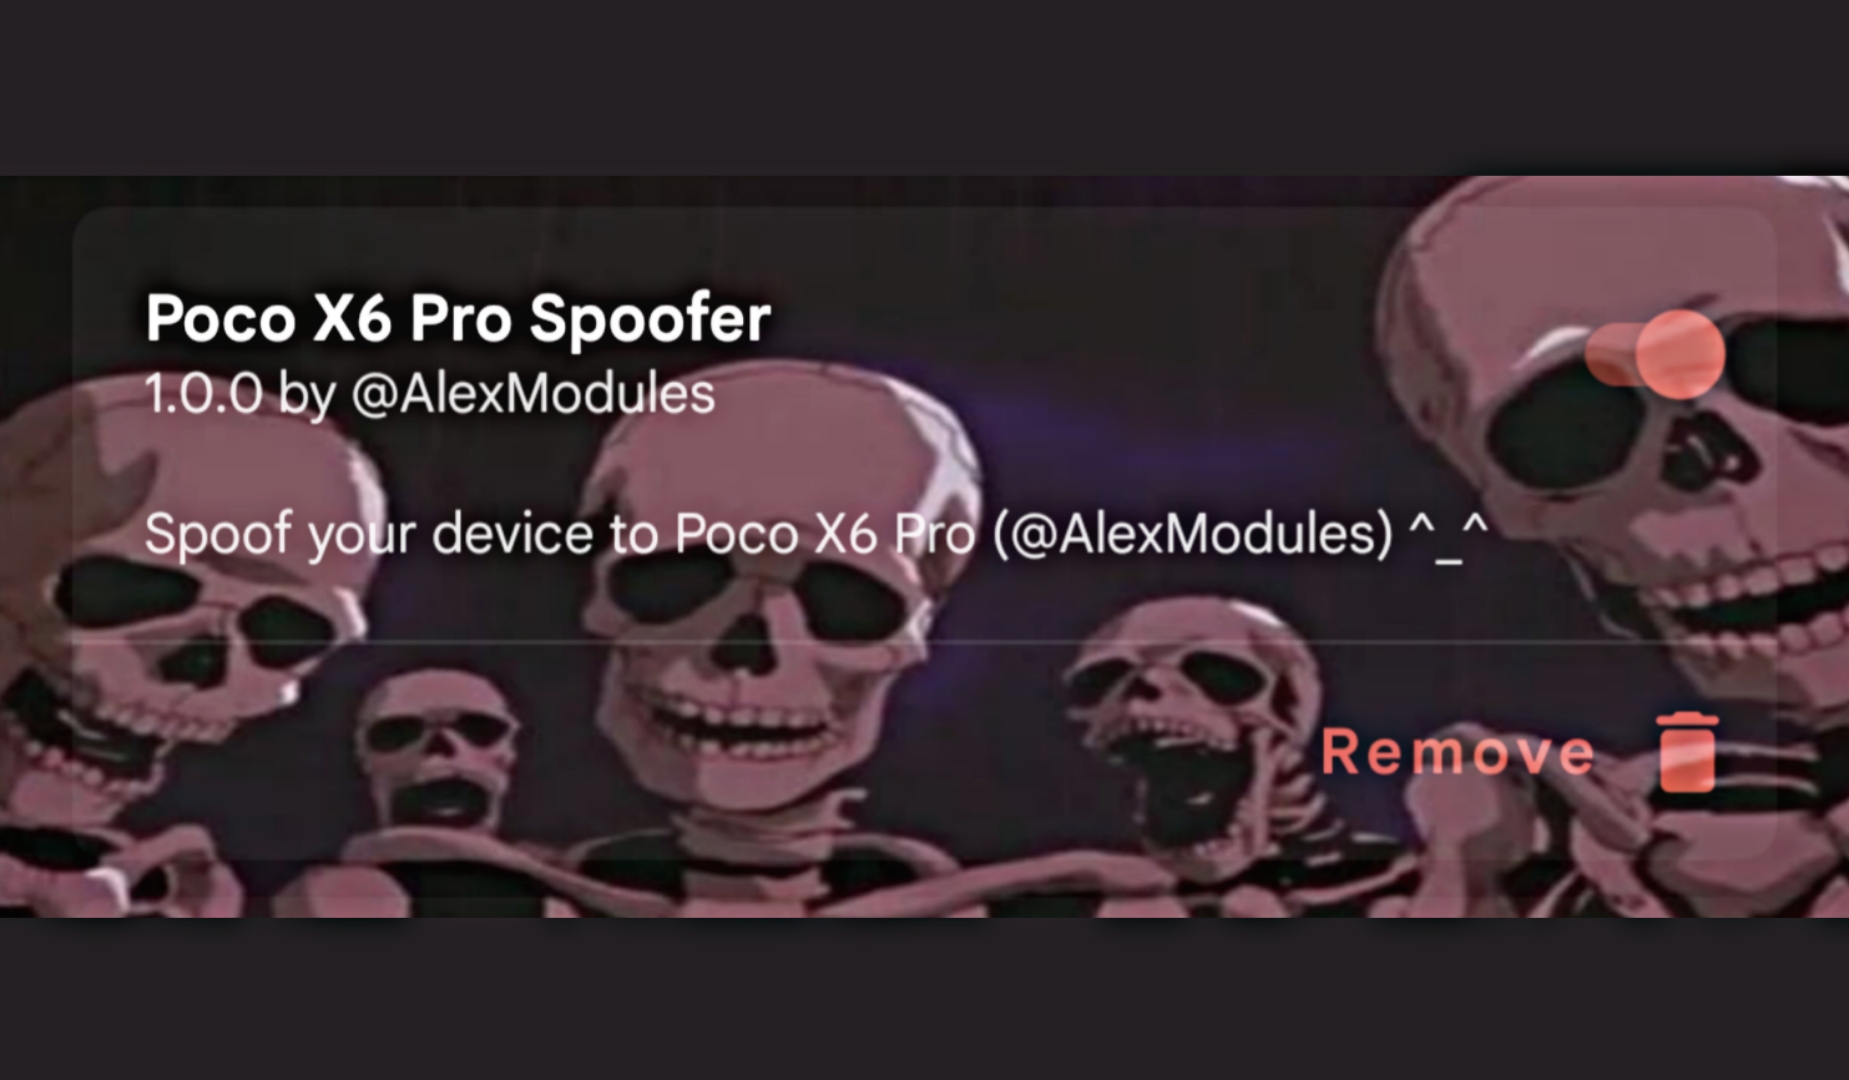 Poco X6 Pro Spoofer
1.0.0 by @AlexModules
Spoof your device to Poco X6 Pro (@AlexModules) ^_^
Remove